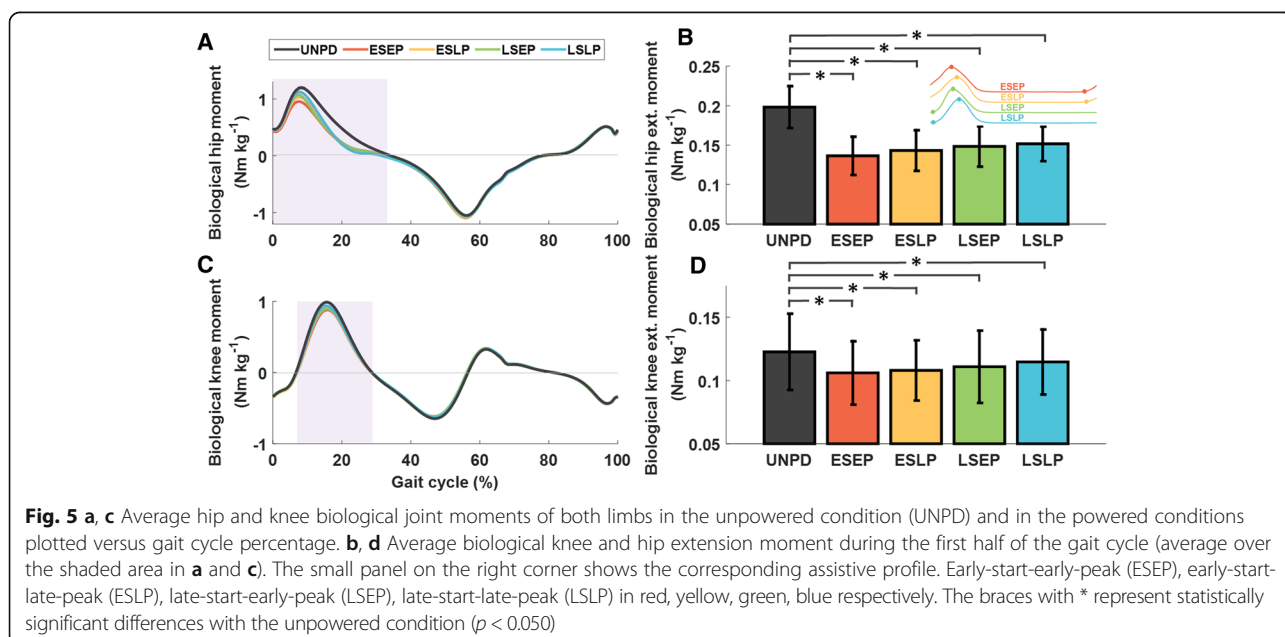 A
UNPD ESEP ESLP LSEP LSLP
Biological hip moment
(Nm kg-1)
1
0
-1
0 20 40 60 80 100
B
* * * *
Biological hip ext. moment
(Nm kg-1)
0.25
0.2
0.15
0.1
0.05
ESEP
ESLP
LSEP
LSLP
UNPD ESEP ESLP LSEP LSLP
C
Biological knee moment
(Nm kg-1)
1
0
-1
0 20 40 60 80 100
Gait cycle (%)
D
* * * *
Biological knee ext. moment
(Nm kg-1)
0.15
0.1
0.05
UNPD ESEP ESLP LSEP LSLP
Fig. 5 a, c Average hip and knee biological joint moments of both limbs in the unpowered condition (UNPD) and in the powered conditions
plotted versus gait cycle percentage. b, d Average biological knee and hip extension moment during the first half of the gait cycle (average over
the shaded area in a and c). The small panel on the right corner shows the corresponding assistive profile. Early-start-early-peak (ESEP), early-start-
late-peak (ESLP), late-start-early-peak (LSEP), late-start-late-peak (LSLP) in red, yellow, green, blue respectively. The braces with * represent statistically
significant differences with the unpowered condition (p < 0.050)